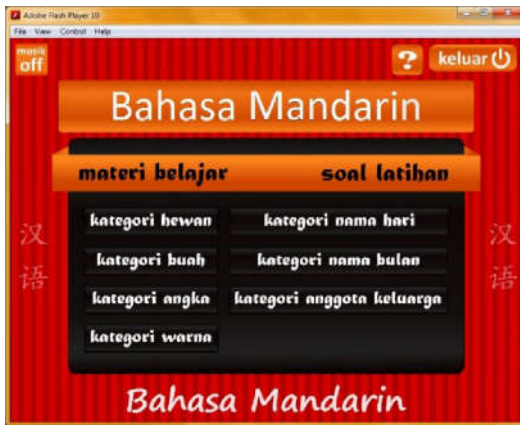 Adobe Flash Player 10
File View Control Help
musik
off
?
keluar
Bahasa Mandarin
materi belajar
soal latihan
kategori hewan
kategori nama hari
kategori buah
kategori nama bulan
kategori angka
kategori anggota keluarga
kategori warna
汉
语
汉
语
Bahasa Mandarin